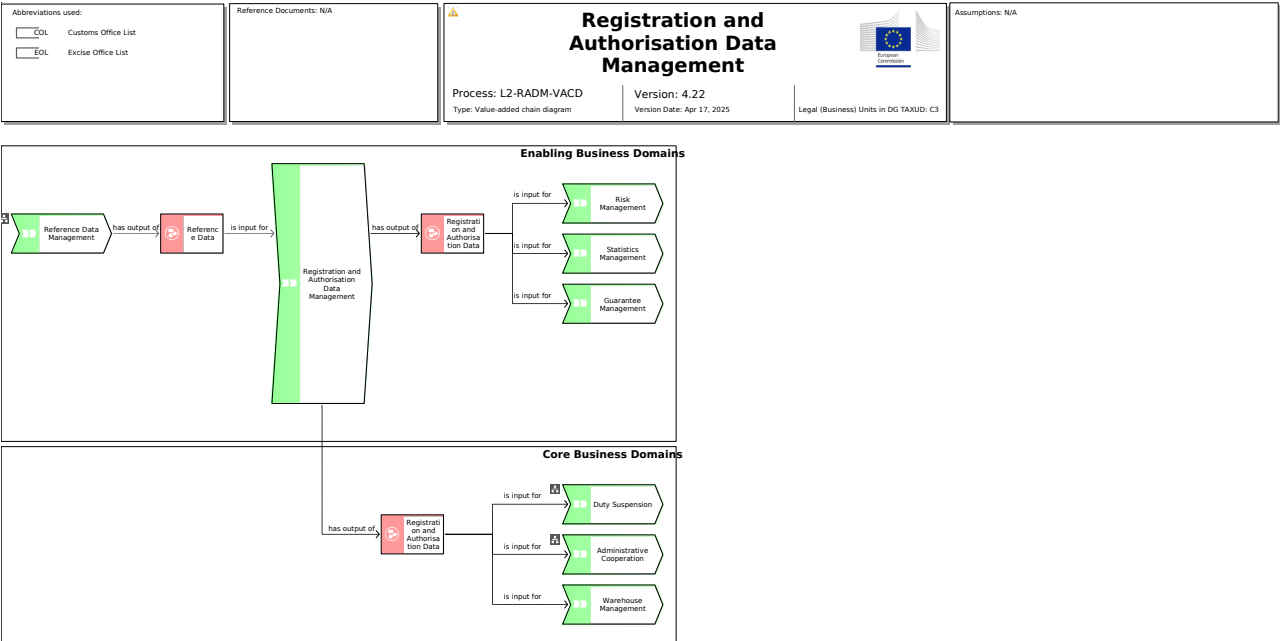 Abbreviations used:
COL Customs Office List
EOL Excise Office List
Reference Documents: N/A
Registration and
Authorisation Data
Management
European
Commission
Process: L2-RADM-VACD
Version: 4.22
Type: Value-added chain diagram
Version Date: Apr 17, 2025
Legal (Business) Units in DG TAXUD: C3
Assumptions: N/A
Enabling Business Domains
Reference Data
Management
has output of
Referenc
e Data
is input for
Registration and
Authorisation
Data
Management
has output of
Registrati
on and
Authorisa
tion Data
is input for
Risk
Management
is input for
Statistics
Management
is input for
Guarantee
Management
Core Business Domains
has output of
Registrati
on and
Authorisa
tion Data
is input for
Duty Suspension
is input for
Administrative
Cooperation
is input for
Warehouse
Management